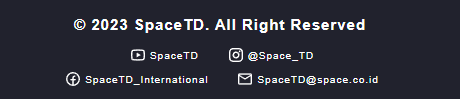 © 2023 SpaceTD. All Right Reserved
SpaceTD @Space_TD
SpaceTD_International SpaceTD@space.co.id